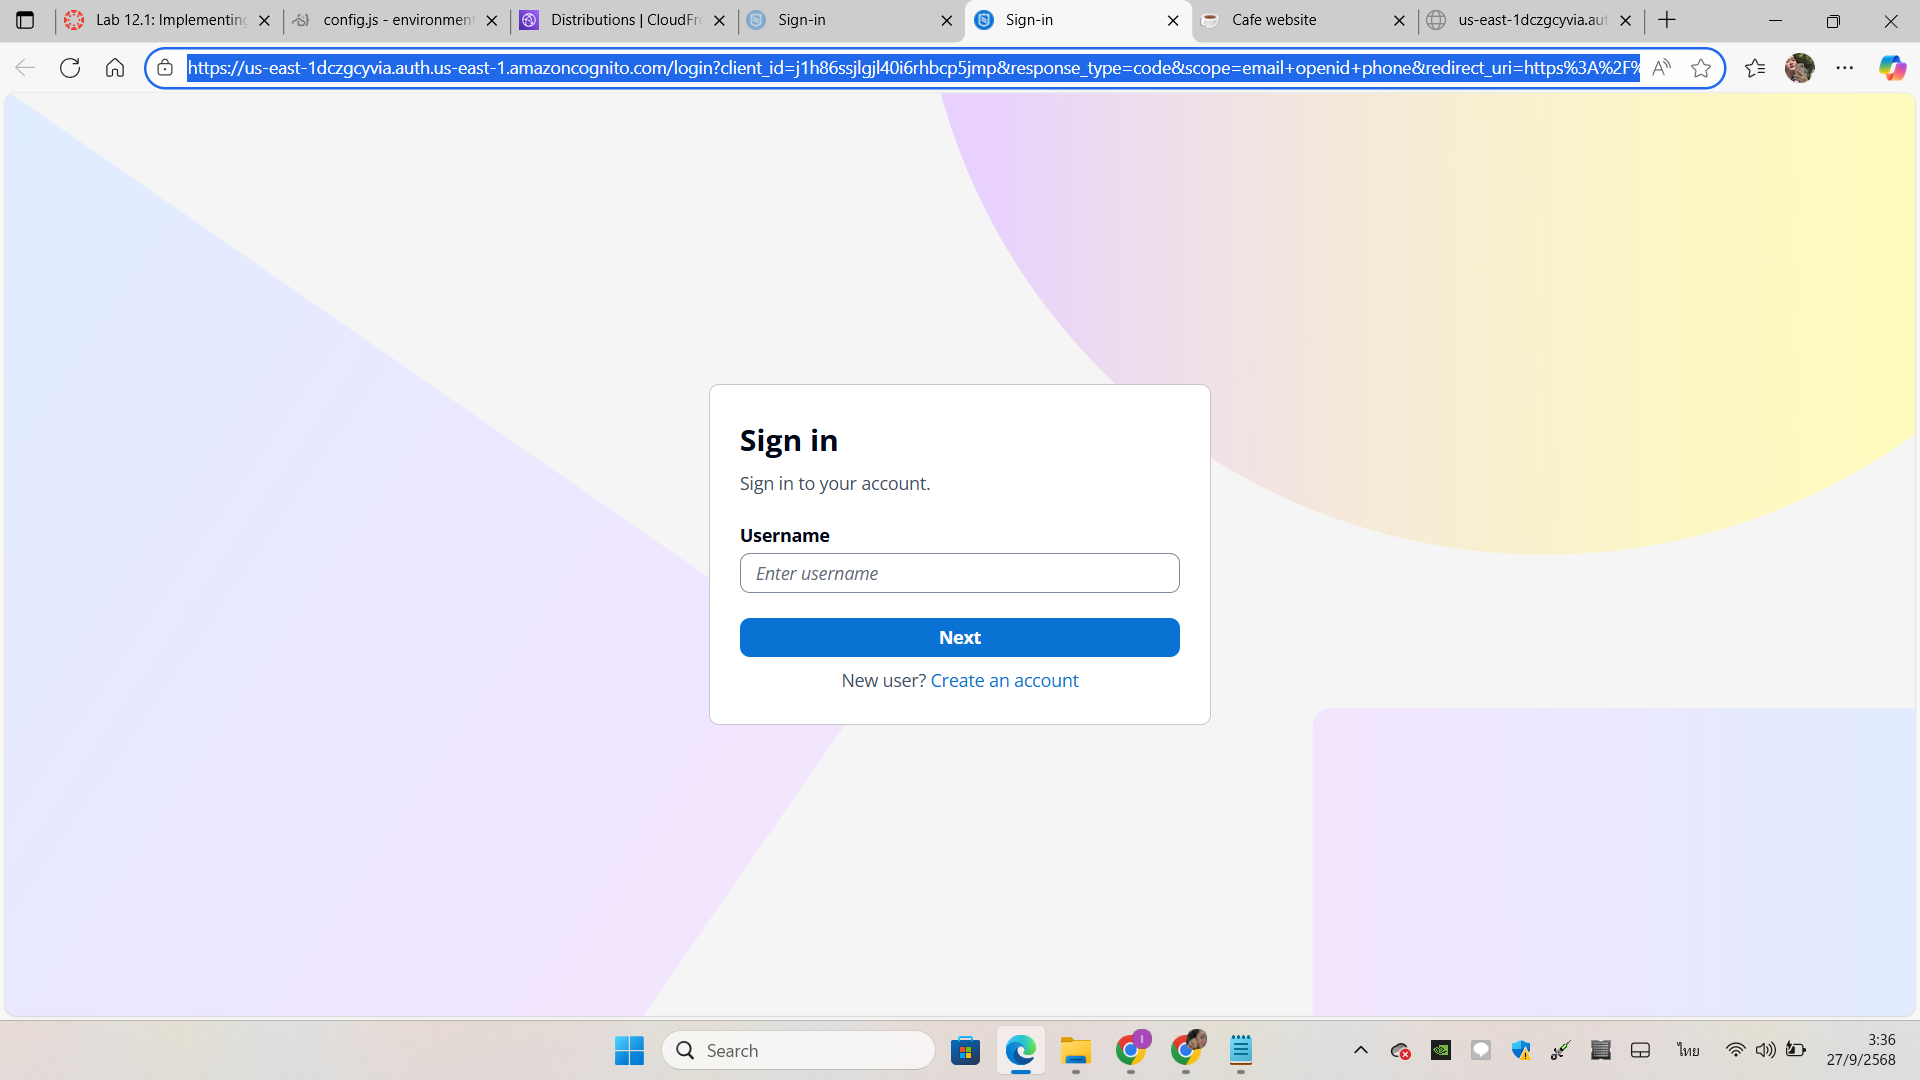 Lab 12.1: Implementing
config.js - environment
Distributions | CloudFro
Sign-in
Sign-in
Cafe website
us-east-1dczgcyvia.aut
https://us-east-1dczgcyvia.auth.us-east-1.amazoncognito.com/login?client_id=j1h86ssjlgjl40i6rhbcp5jmp&response_type=code&scope=email+openid+phone&redirect_uri=https%3A%2F%
Sign in
Sign in to your account.
Username
Enter username
Next
New user? Create an account
Search
ไทย
3:36
27/9/2568